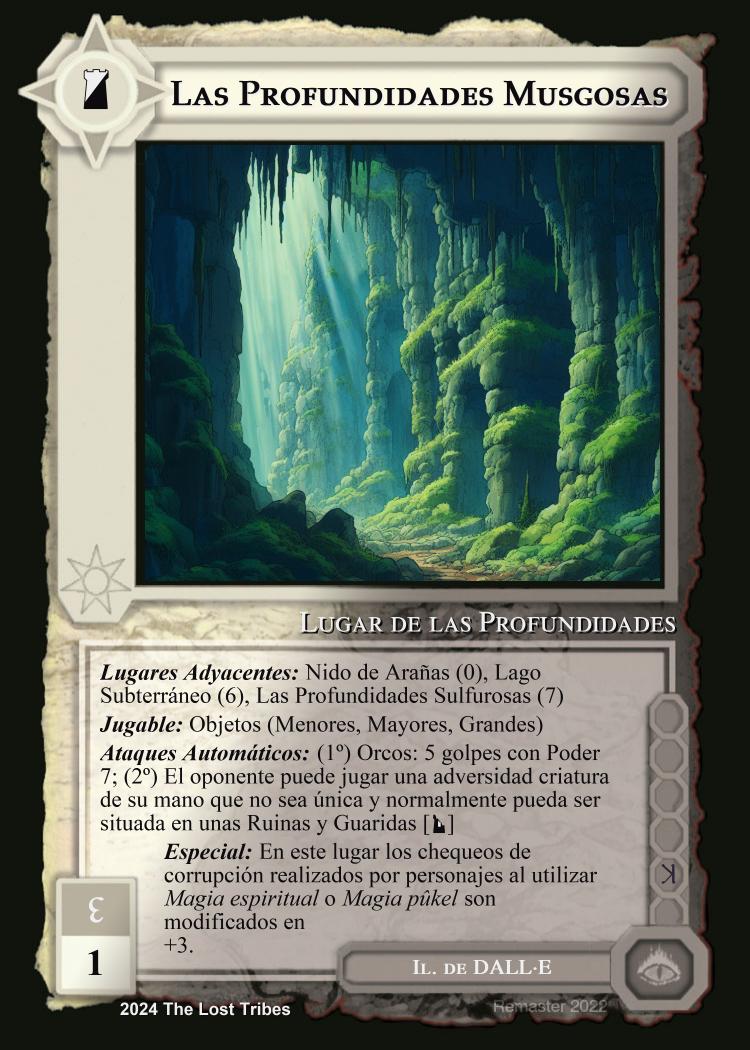 Las Profundidades Musgosas
Lugar de las Profundidades
Lugares Adyacentes: Nido de Arañas (0), Lago
Subterráneo (6), Las Profundidades Sulfurosas (7)
Jugable: Objetos (Menores, Mayores, Grandes)
Ataques Automáticos: (1º) Orcos: 5 golpes con Poder
7; (2º) El oponente puede jugar una adversidad criatura
de su mano que no sea única y normalmente pueda ser
situada en unas Ruinas y Guaridas []
Especial: En este lugar los chequeos de
corrupción realizados por personajes al utilizar
Magia espiritual o Magia pûkel son
modificados en
+3.
1
Il. de DALL·E
2024 The Lost Tribes
Remaster 2022